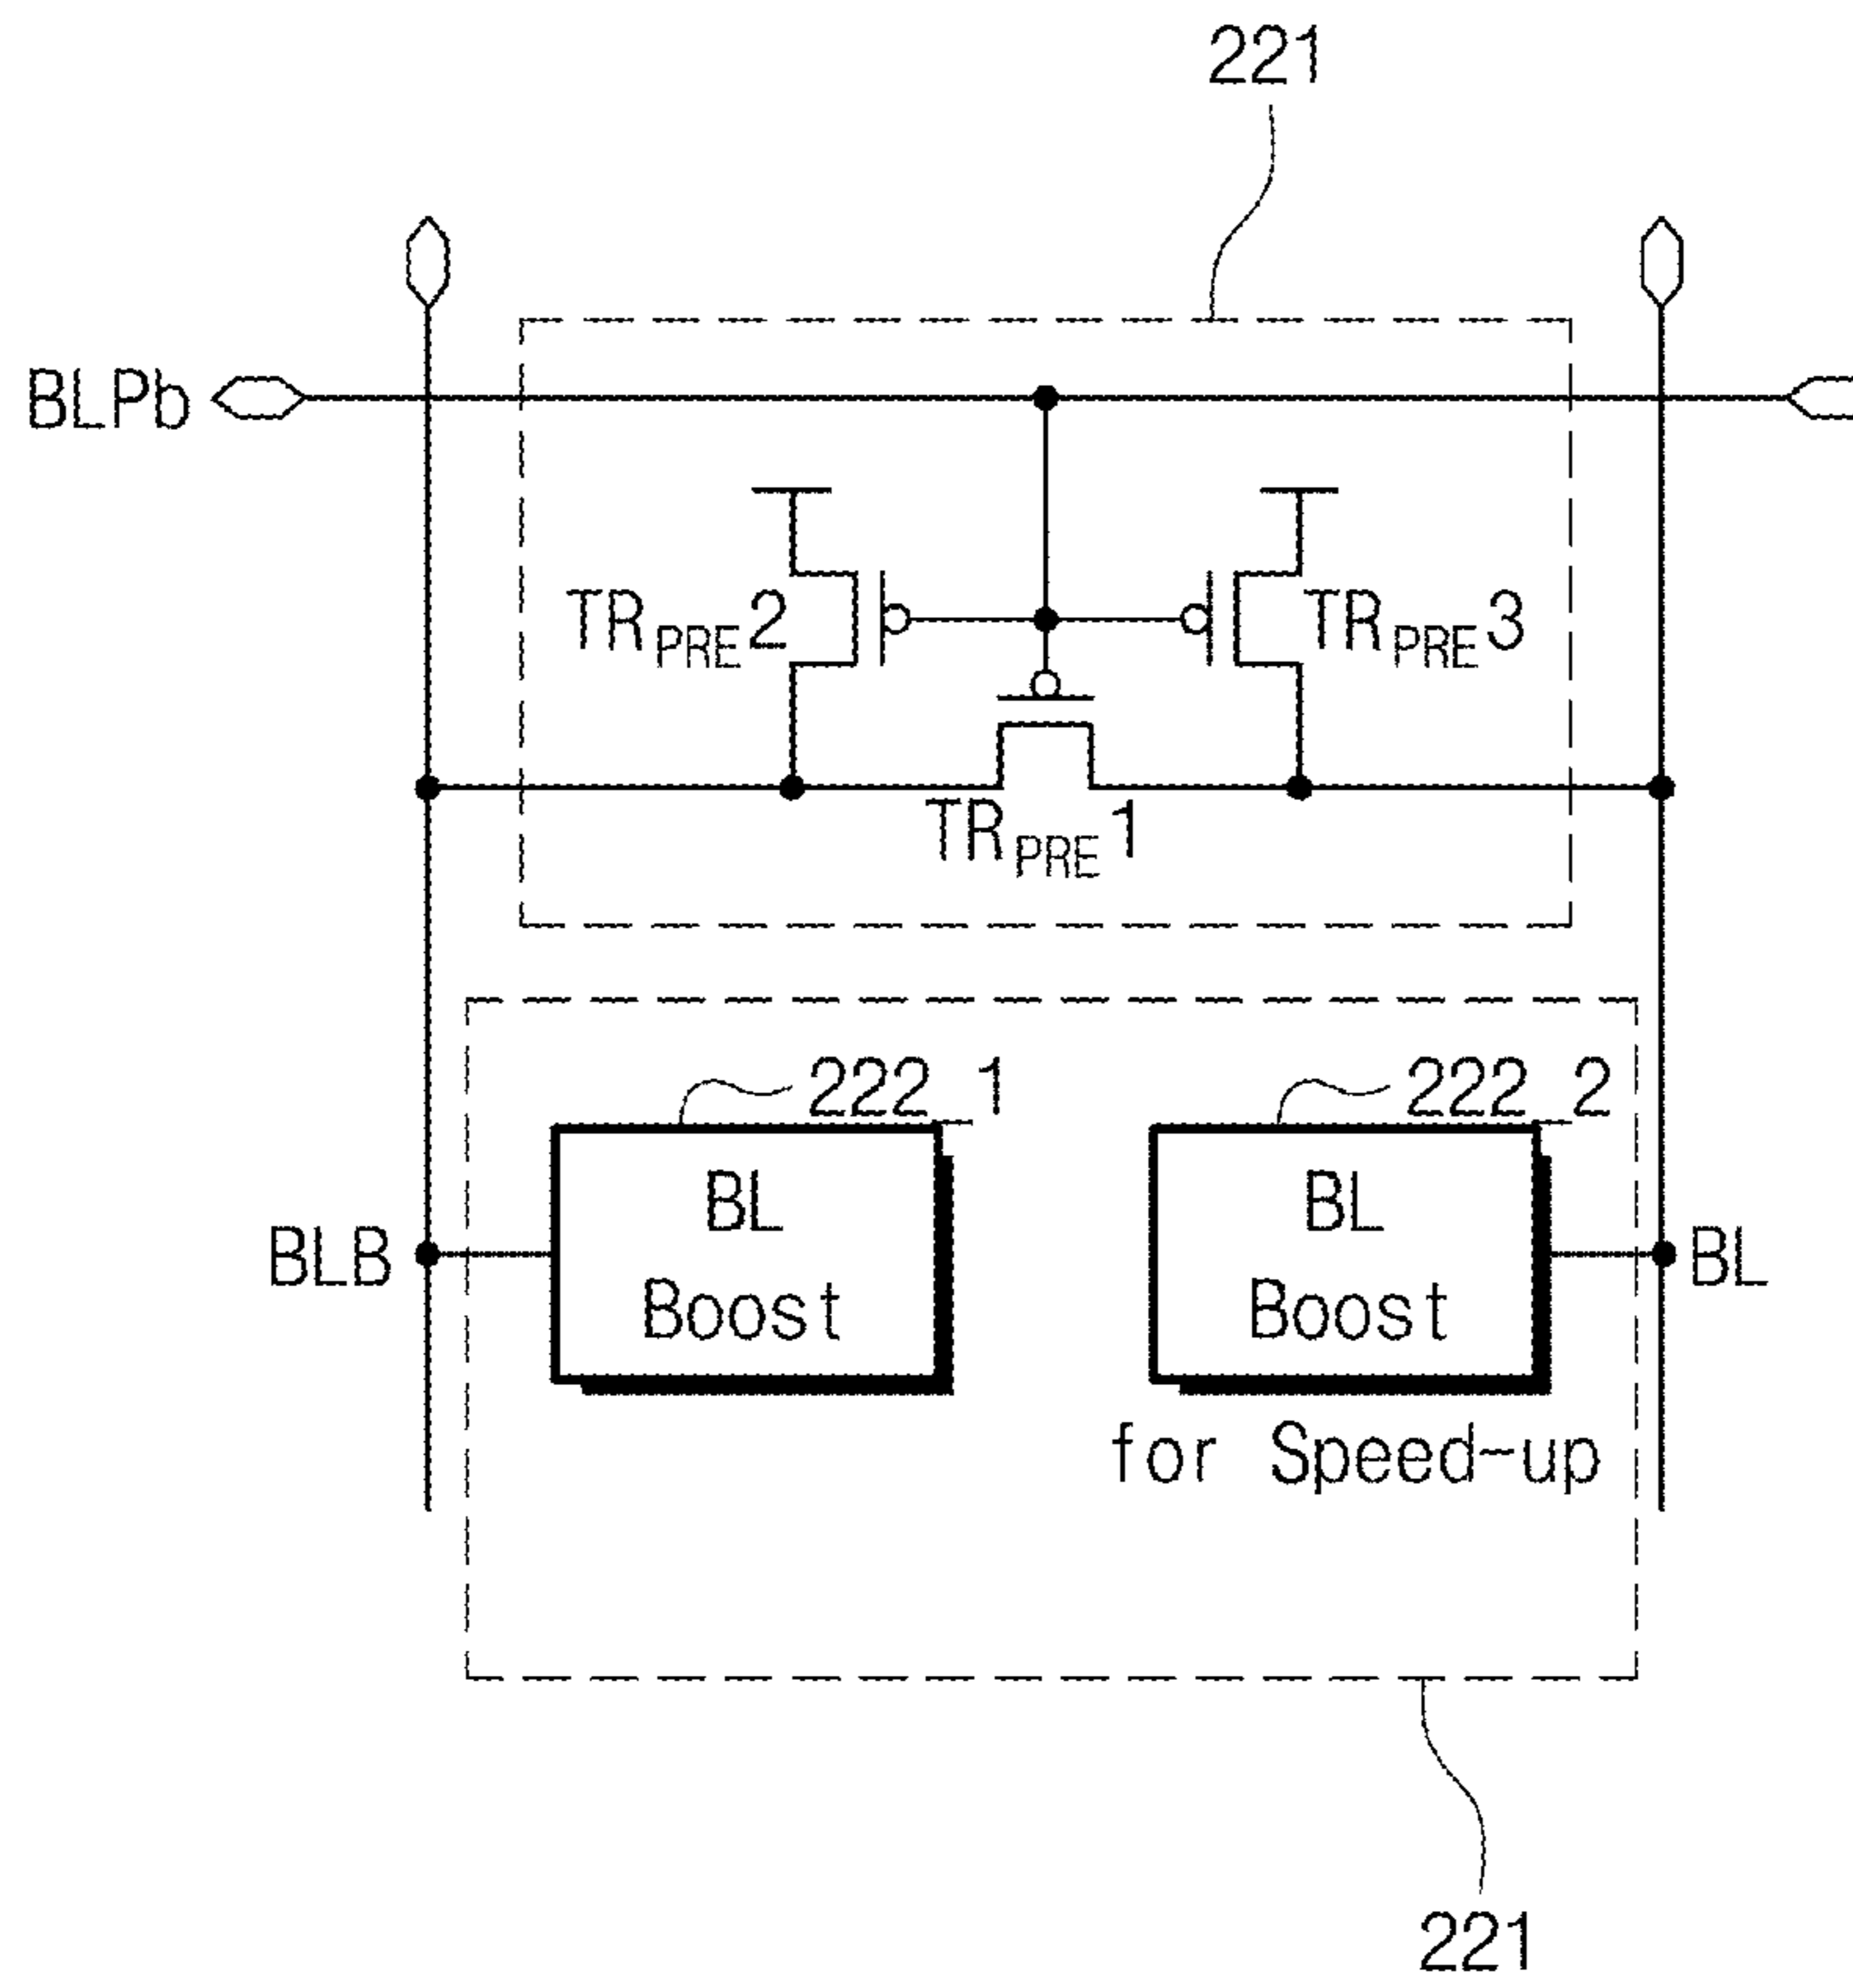 221
BLPb
TRPRE2
TRPRE3
TRPRE1
222_1
222_2
BL
Boost
BL
Boost
BLB
BL
for Speed-up
221